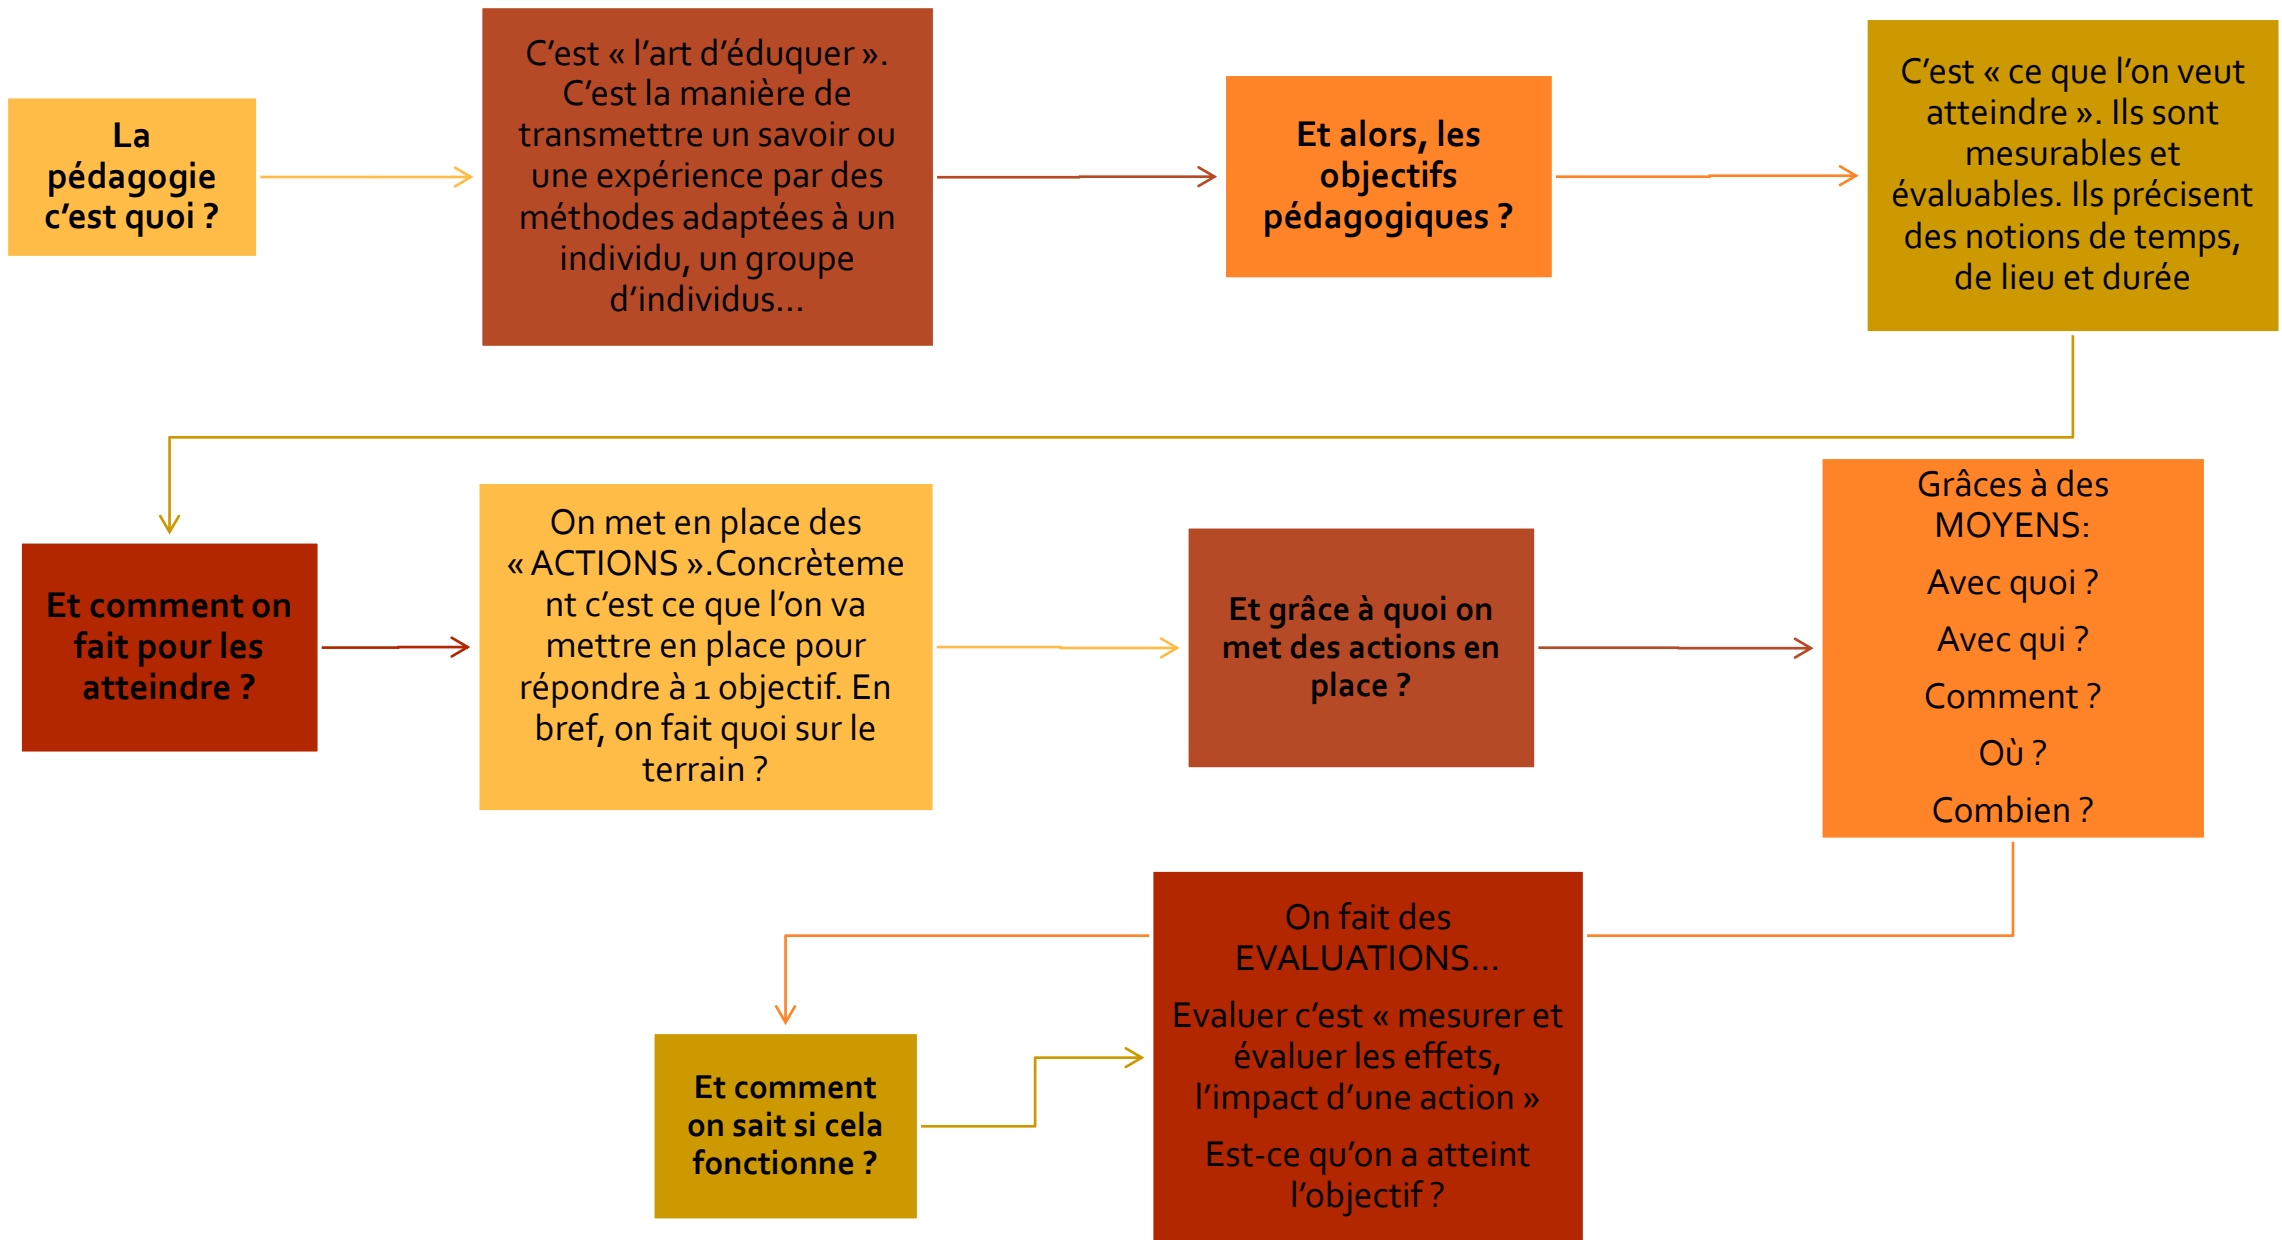 La
pédagogie
c'est quoi ?
C'est « l'art d'éduquer ».
C'est la manière de
transmettre un savoir ou
une expérience par des
méthodes adaptées à un
individu, un groupe
d'individus…
Et alors, les
objectifs
pédagogiques ?
C'est « ce que l'on veut
atteindre ». Ils sont
mesurables et
évaluables. Ils précisent
des notions de temps,
de lieu et durée
Et comment on
fait pour les
atteindre ?
On met en place des
« ACTIONS ».Concrèteme
nt c'est ce que l'on va
mettre en place pour
répondre à 1 objectif. En
bref, on fait quoi sur le
terrain ?
Et grâce à quoi on
met des actions en
place ?
Grâces à des
MOYENS:
Avec quoi ?
Avec qui ?
Comment ?
Où ?
Combien ?
Et comment
on sait si cela
fonctionne ?
On fait des
EVALUATIONS…
Evaluer c'est « mesurer et
évaluer les effets,
l'impact d'une action »
Est-ce qu'on a atteint
l'objectif ?